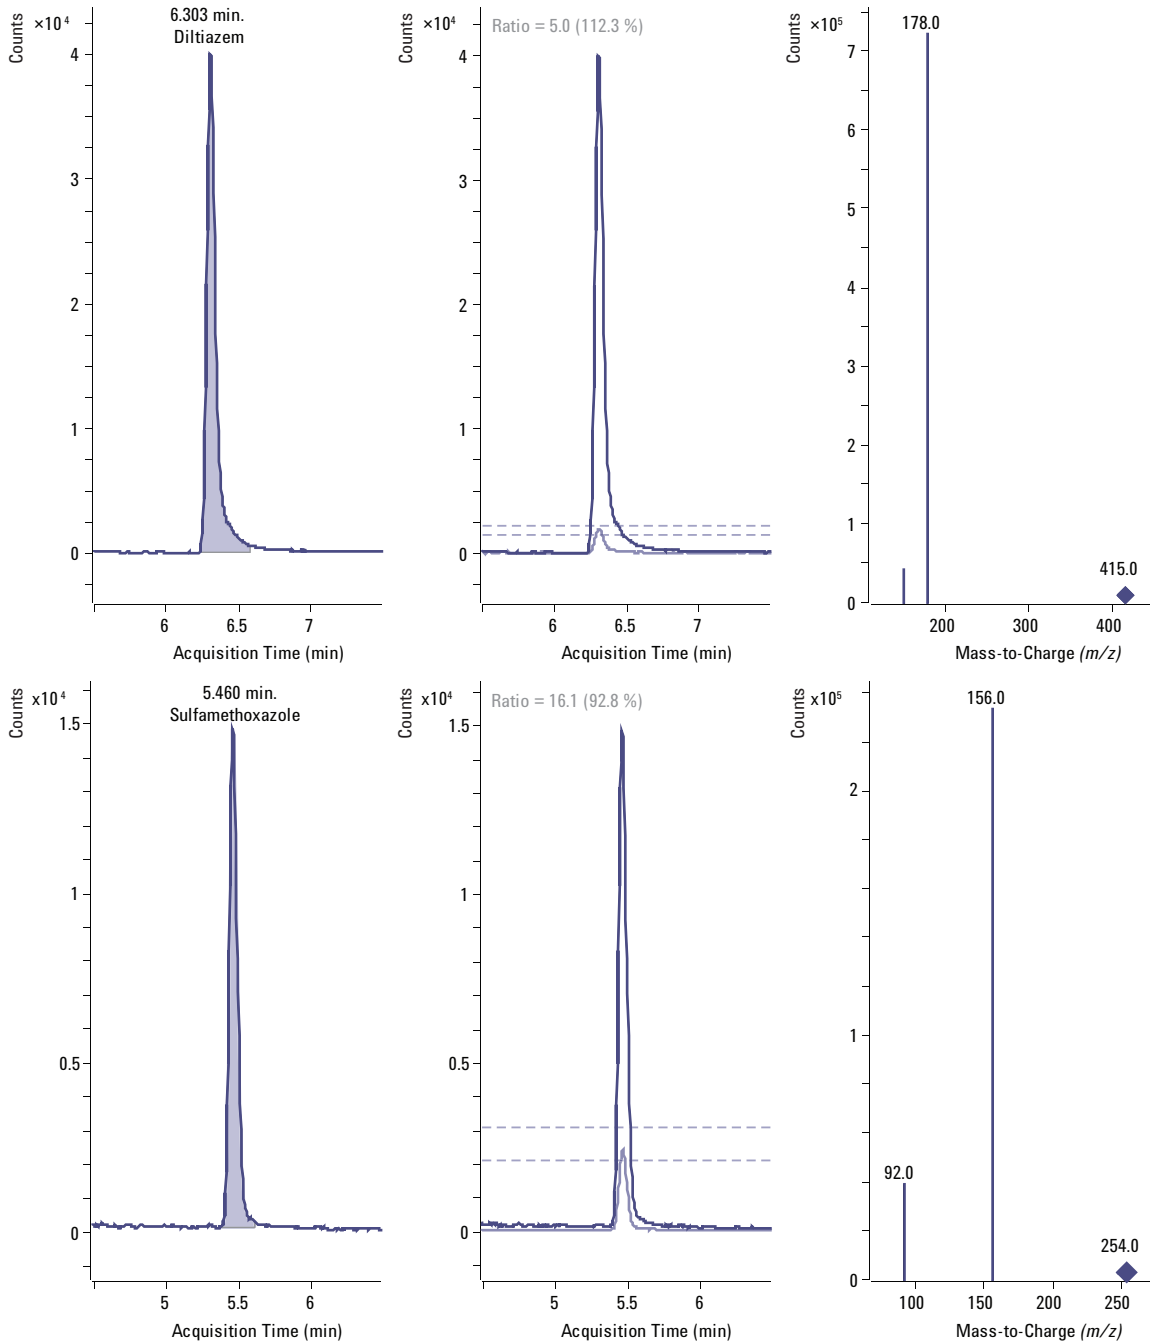 Counts
×10⁴
6.303 min.
Diltiazem
4
3
2
1
0
6
6.5
7
Acquisition Time (min)
Counts
×10⁴
Ratio = 5.0 (112.3 %)
4
3
2
1
0
6
6.5
7
Acquisition Time (min)
Counts
×10⁵
178.0
7
6
5
4
3
2
1
0
415.0
200
300
400
Mass-to-Charge (m/z)
Counts
x10⁴
5.460 min.
Sulfamethoxazole
1.5
1
0.5
0
5
5.5
6
Acquisition Time (min)
Counts
x10⁴
Ratio = 16.1 (92.8 %)
1.5
1
0.5
0
5
5.5
6
Acquisition Time (min)
Counts
x10⁵
156.0
2
1
0
92.0
254.0
100
150
200
250
Mass-to-Charge (m/z)